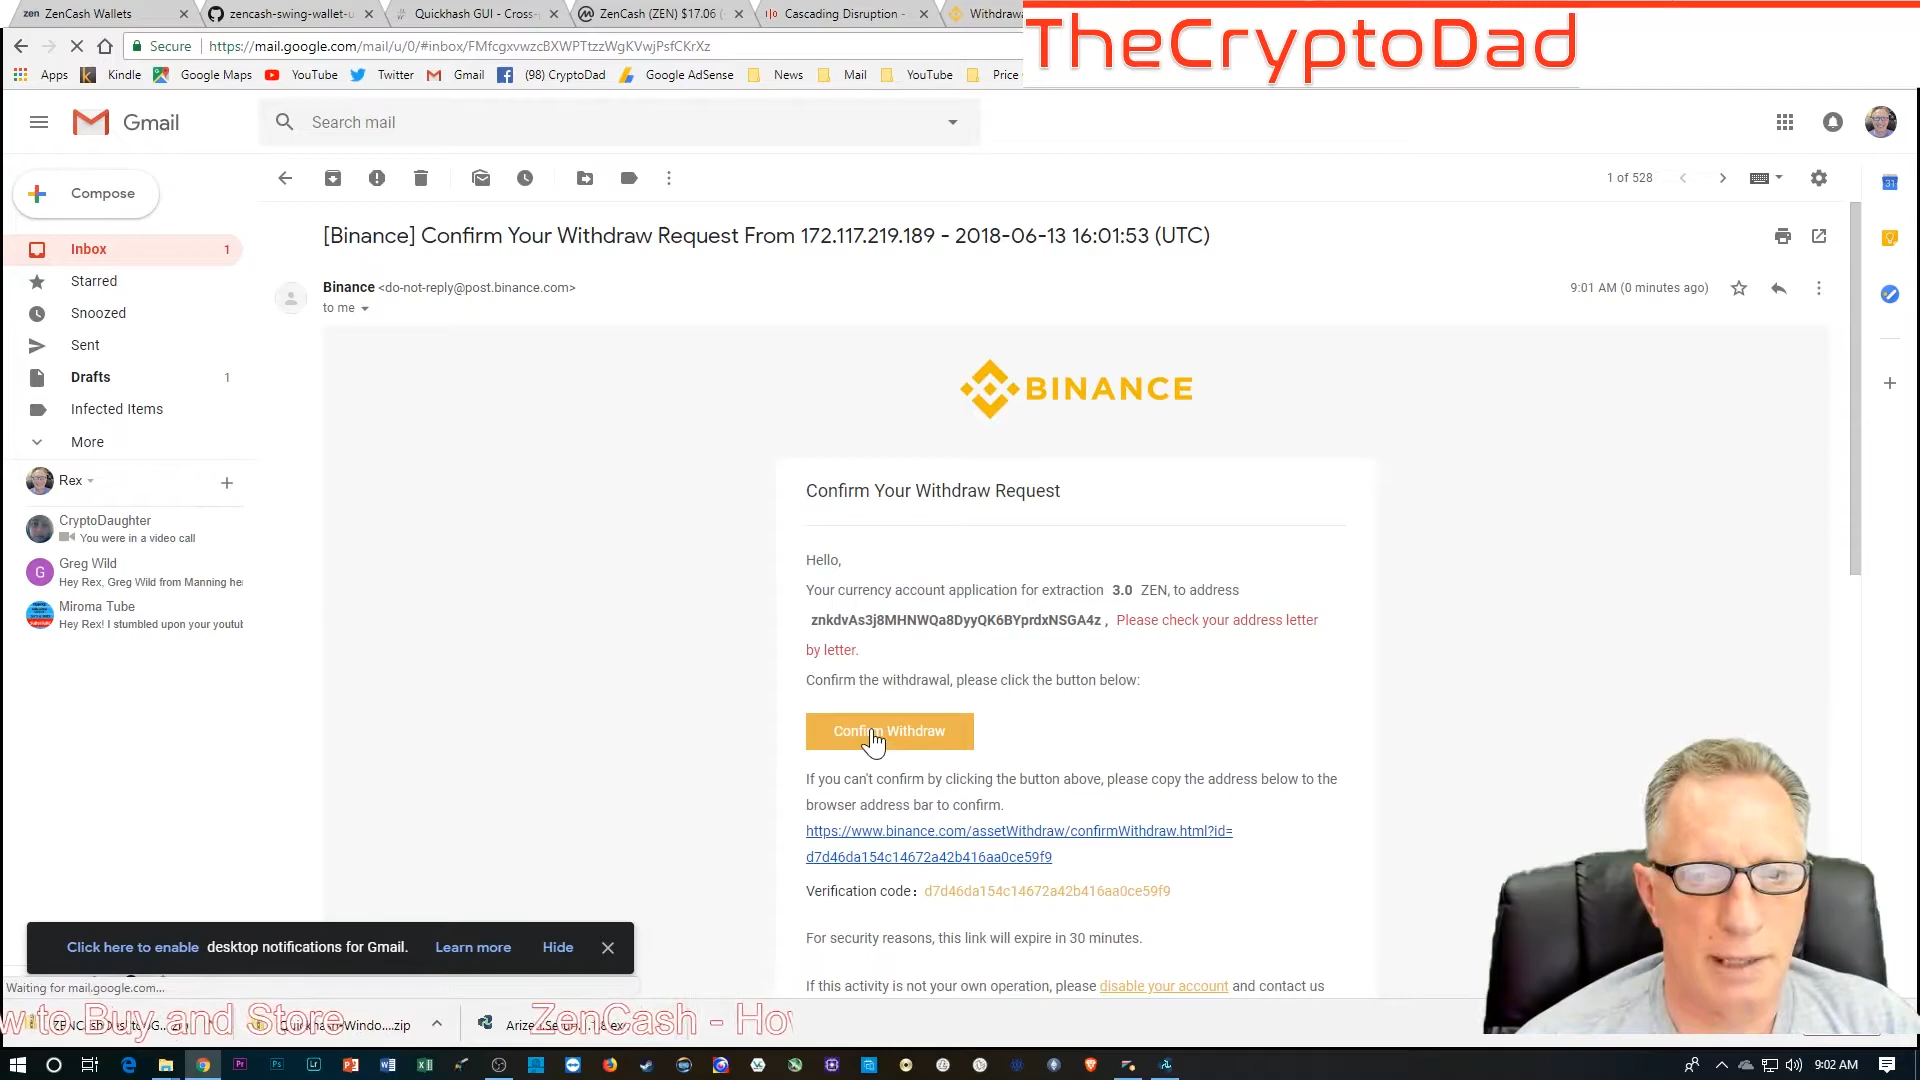 zen ZenCash Wallets
zencash-swing-wallet-u
Quickhash GUI - Cross-
ZenCash (ZEN) $17.06
Cascading Disruption -
Withdraw
TheCryptoDad
Secure
https://mail.google.com/mail/u/0/#inbox/FMfcgxvwzcBXWPTtzzWgKVwjPsfCKrXz
Apps
Kindle
Google Maps
YouTube
Twitter
Gmail
(98) CryptoDad
Google AdSense
News
Mail
YouTube
Price
Gmail
Search mail
Compose
1 of 528
31
Inbox 1
Starred
Snoozed
Sent
Drafts 1
Infected Items
More
Rex
CryptoDaughter
You were in a video call
G
Greg Wild
Hey Rex, Greg Wild from Manning he
Miroma Tube
Hey Rex! I stumbled upon your youtub
[Binance] Confirm Your Withdraw Request From 172.117.219.189 - 2018-06-13 16:01:53 (UTC)
Binance <do-not-reply@post.binance.com>
9:01 AM (0 minutes ago)
to me
BINANCE
Confirm Your Withdraw Request
Hello,
Your currency account application for extraction 3.0 ZEN, to address
znkdvAs3j8MHNWQa8DyyQK6BYprdxNSGA4z , Please check your address letter
by letter.
Confirm the withdrawal, please click the button below:
Confirm Withdraw
If you can't confirm by clicking the button above, please copy the address below to the
browser address bar to confirm.
https://www.binance.com/assetWithdraw/confirmWithdraw.html?id=
d7d46da154c14672a42b416aa0ce59f9
Verification code： d7d46da154c14672a42b416aa0ce59f9
For security reasons, this link will expire in 30 minutes.
If this activity is not your own operation, please disable your account and contact us
Click here to enable desktop notifications for Gmail. Learn more Hide
Waiting for mail.google.com...
w to Buy and Store
ZenCash - How
Quickhash-Windo....zip
9:02 AM